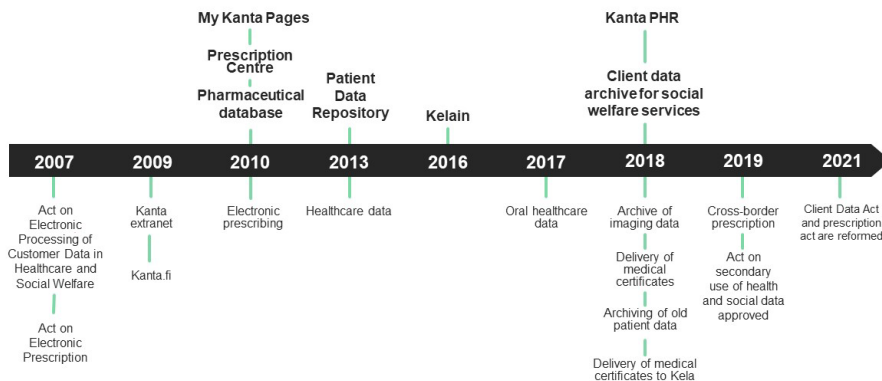 My Kanta Pages
Kanta PHR
Prescription
Centre
Pharmaceutical
database
Patient
Data
Repository
Kelain
Client data
archive for social
welfare services
2007
2009
2010
2013
2016
2017
2018
2019
2021
Act on
Electronic
Processing of
Customer Data in
Healthcare and
Social Welfare
Act on
Electronic
Prescription
Kanta
extranet
Kanta.fi
Electronic
prescribing
Healthcare data
Oral healthcare
data
Archive of
imaging data
Delivery of
medical
certificates
Archiving of old
patient data
Delivery of medical
certificates to Kela
Cross-border
prescription
Act on
secondary
use of health
and social data
approved
Client Data Act
and prescription
act are reformed